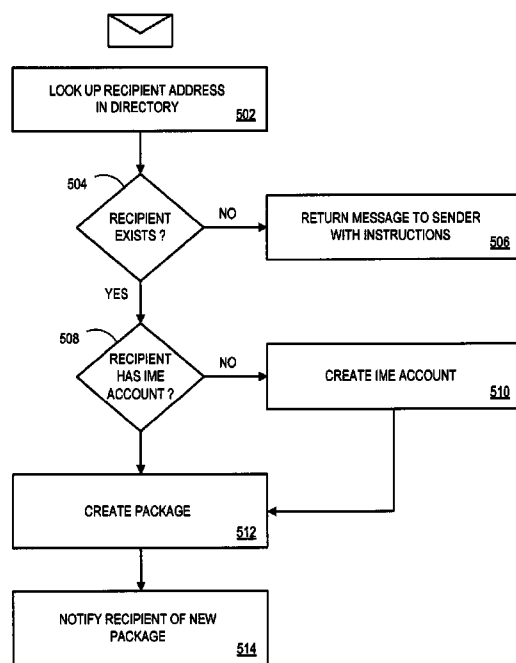 LOOK UP RECIPIENT ADDRESS
IN DIRECTORY
502
504
RECIPIENT
EXISTS ?
NO
RETURN MESSAGE TO SENDER
WITH INSTRUCTIONS
506
YES
508
RECIPIENT
HAS IME
ACCOUNT ?
NO
CREATE IME ACCOUNT
510
CREATE PACKAGE
512
NOTIFY RECIPIENT OF NEW
PACKAGE
514